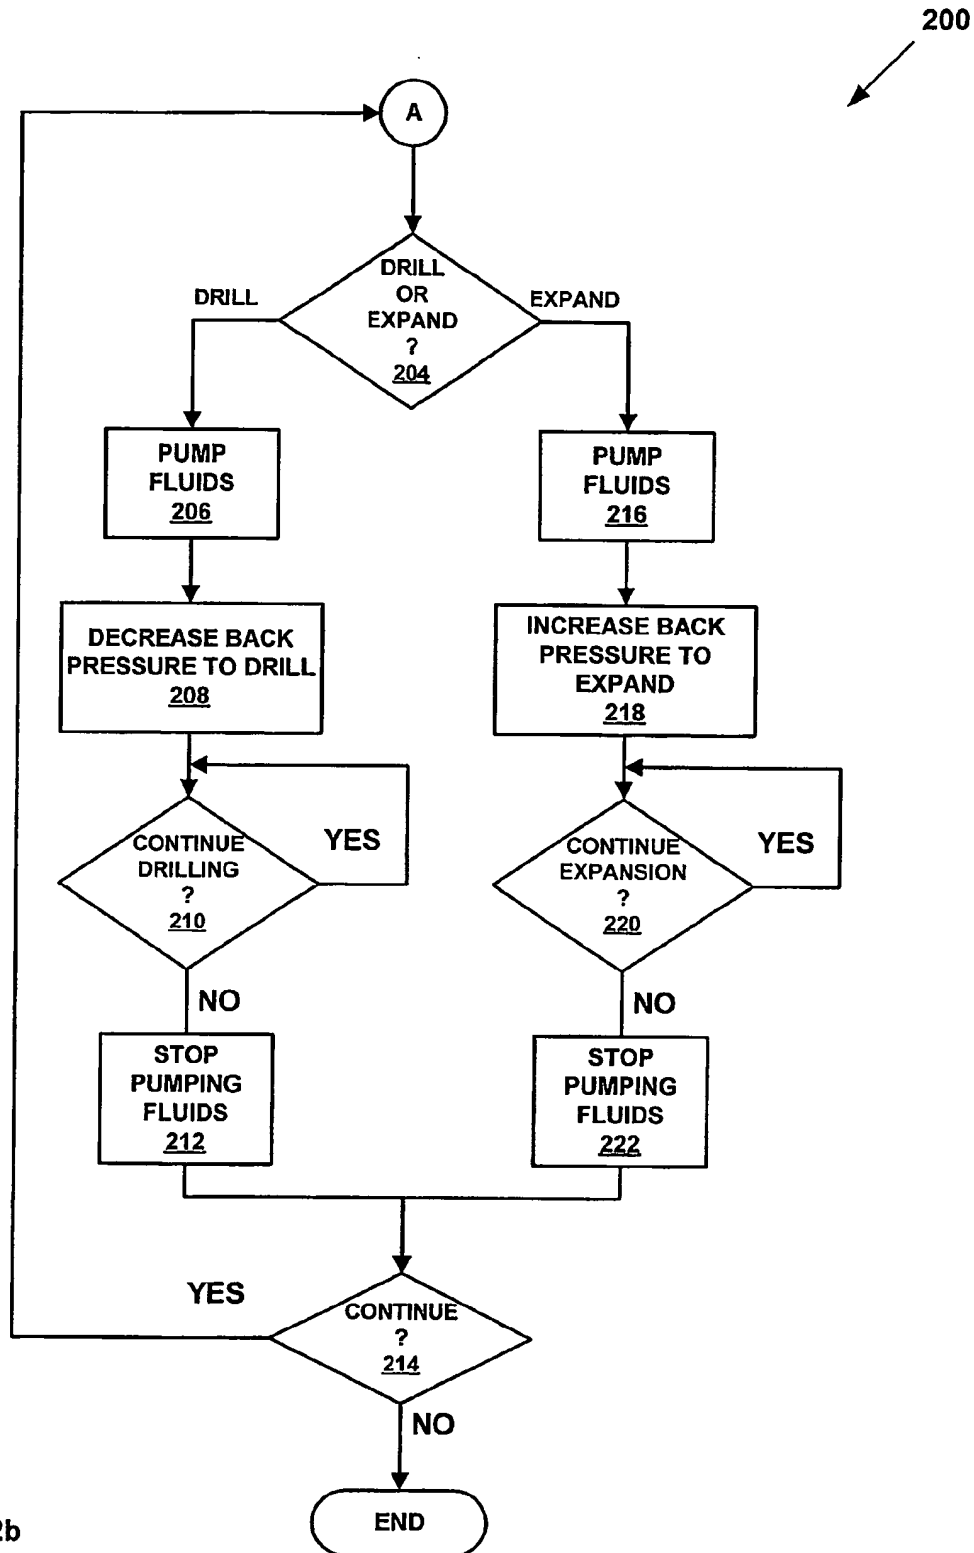 200
A
DRILL
OR
EXPAND
?
204
DRILL
EXPAND
PUMP
FLUIDS
206
PUMP
FLUIDS
216
DECREASE BACK
PRESSURE TO DRILL
208
INCREASE BACK
PRESSURE TO
EXPAND
218
CONTINUE
DRILLING
?
210
YES
CONTINUE
EXPANSION
?
220
YES
NO
NO
STOP
PUMPING
FLUIDS
212
STOP
PUMPING
FLUIDS
222
YES
CONTINUE
?
214
NO
END
2b